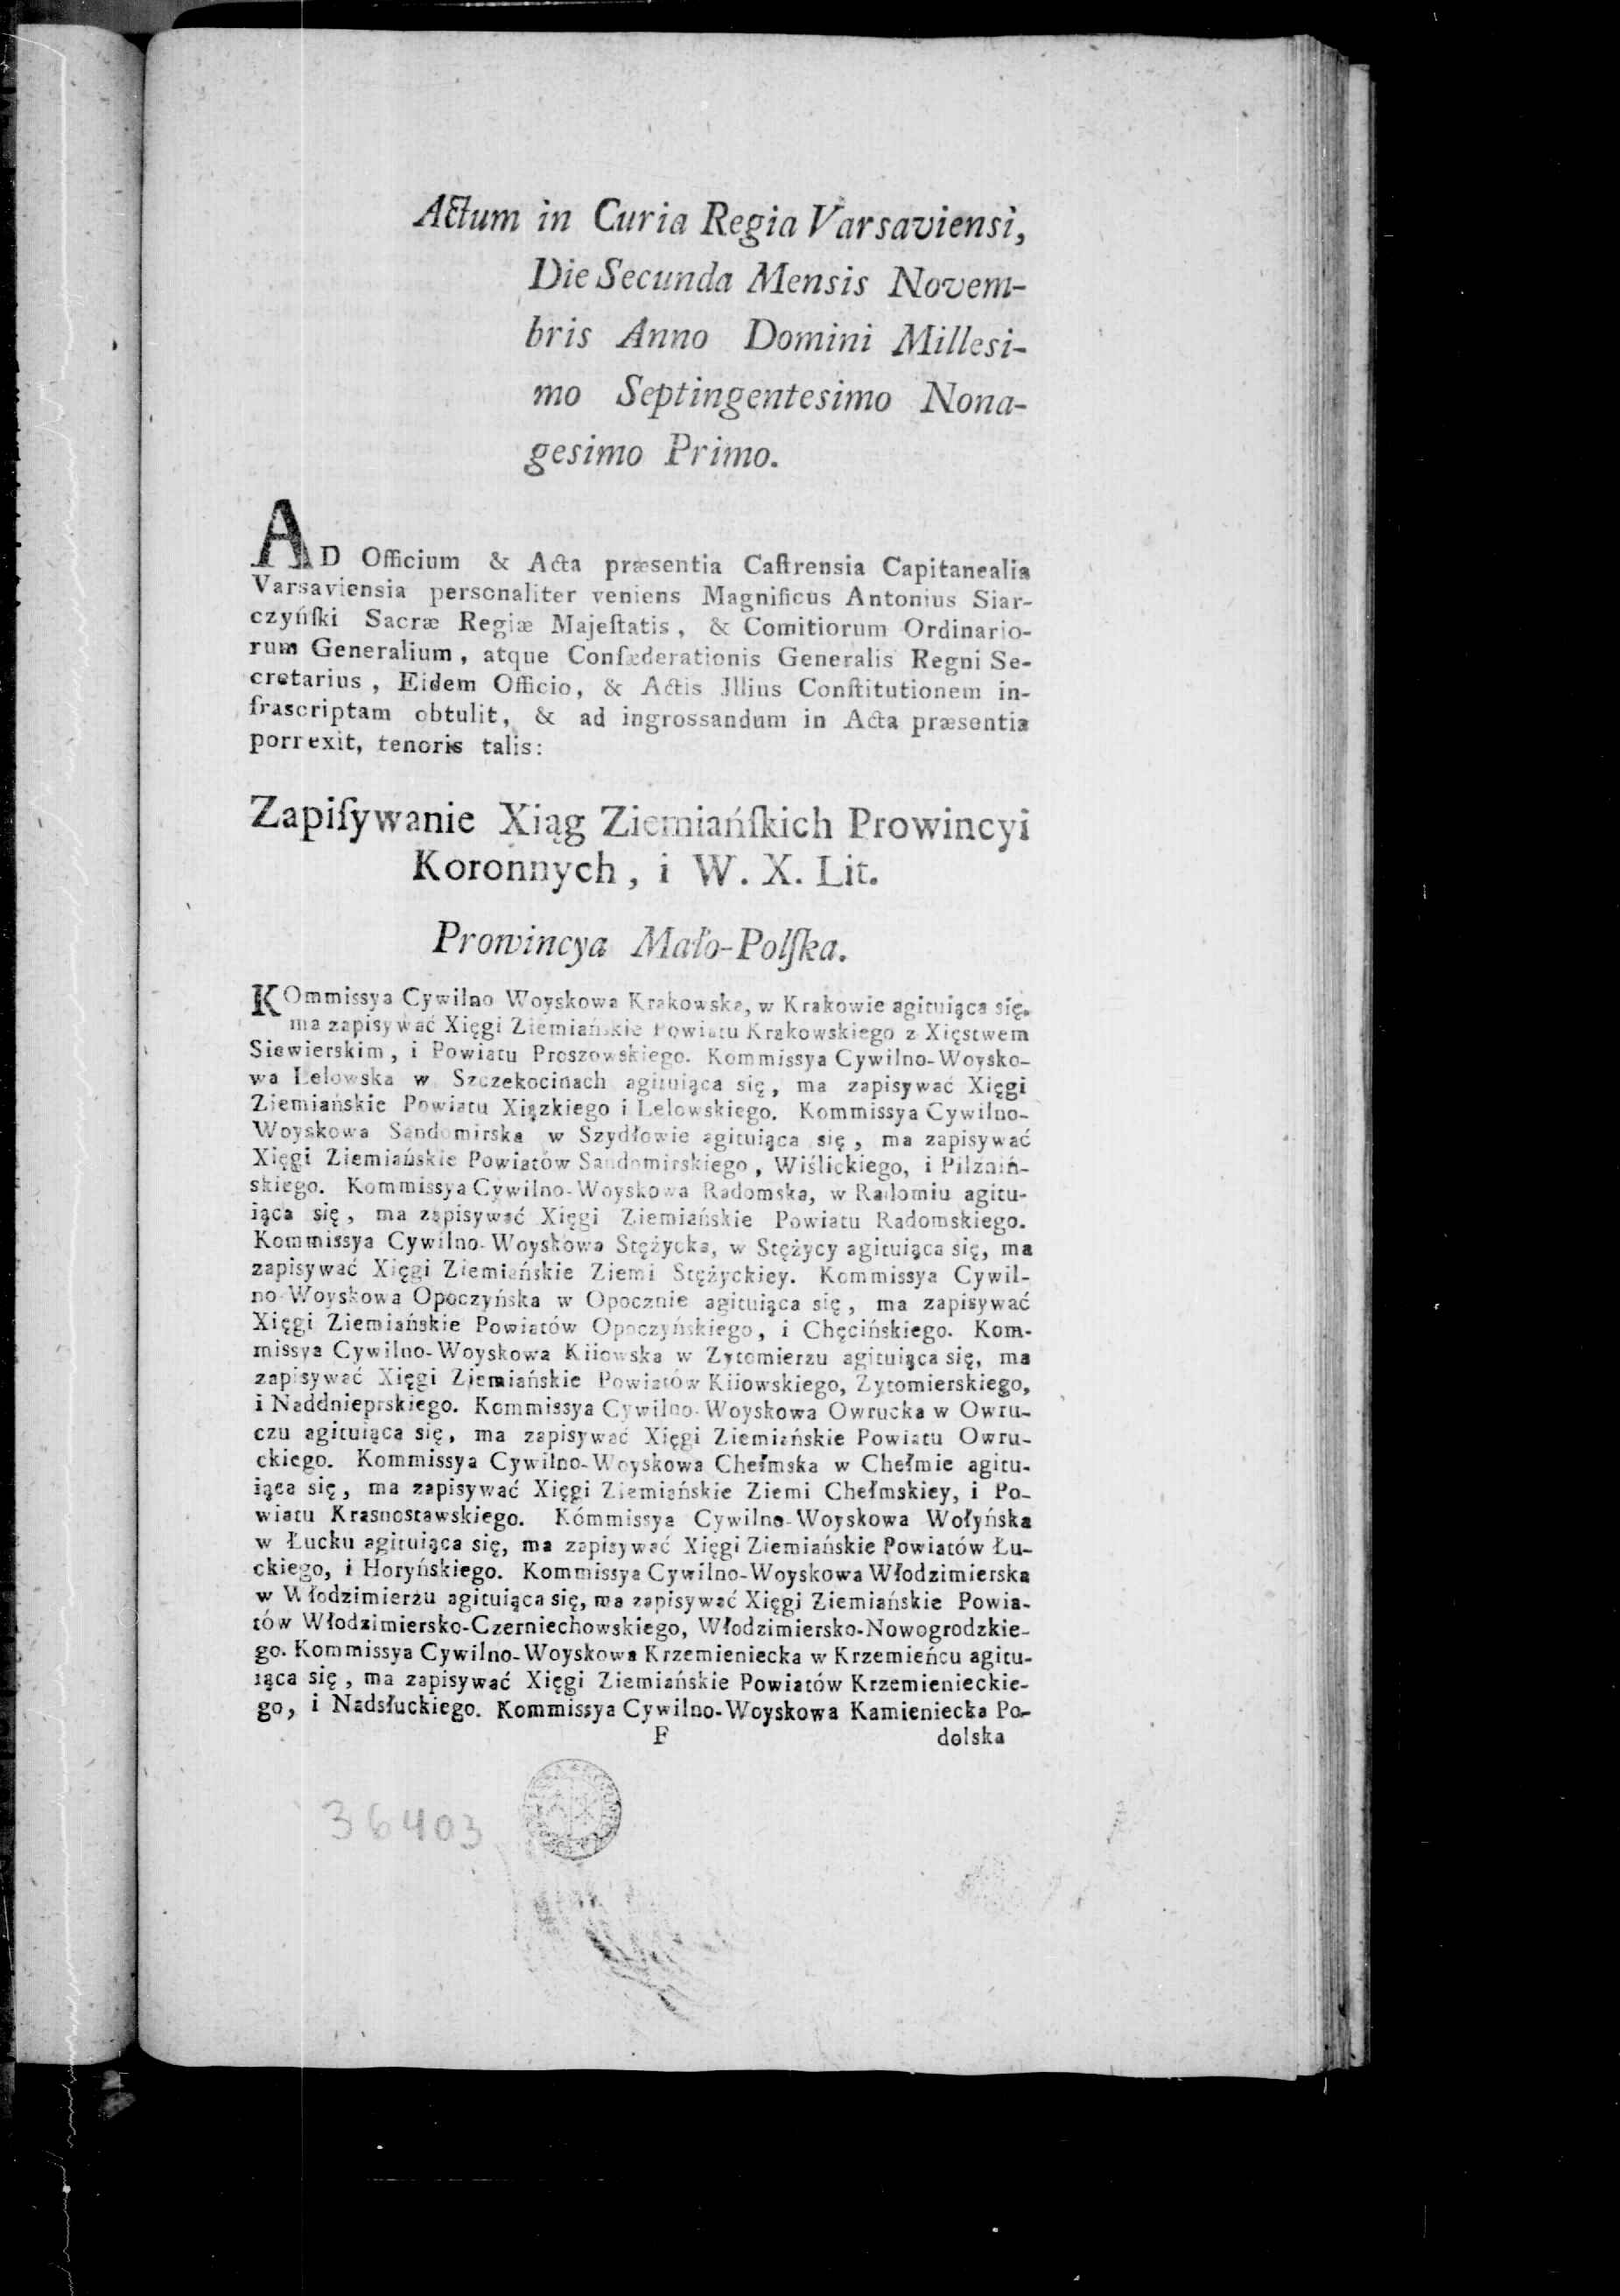 Actum in Curia Regia Varsaviensi,
Die Secunda Mensis Novem-
bris Anno Domini Millesi-
mo Septingentesimo Nona-
gesimo Primo.
AD Officium & Acta præsentia Caſtrensia Capitanealia
Varsaviensia personaliter veniens Magnificus Antonius Siar-
czyńſki Sacræ Regiæ Majeſtatis, & Comitiorum Ordinario-
rum Generalium, atque Confæderationis Generalis Regni Se-
cretarius, Eidem Officio, & Actis Illius Conſtitutionem in-
frascriptam obtulit, & ad ingrossandum in Acta præsentia
porrexit, tenoris talis:
Zapiſywanie Xiąg Ziemiańſkich Prowincyi
Koronnych, i W. X. Lit.
Prowincya Mało-Polſka.
KOmmissya Cywilno Woyskowa Krakowska, w Krakowie agituiąca się.
ma zapisywać Xięgi Ziemiańskie Powiatu Krakowskiego z Xięstwem
Siewierskim, i Powiatu Proszowskiego. Kommissya Cywilno-Woysko-
wa Lelowska w Szczekocinach agituiąca się, ma zapisywać Xięgi
Ziemiańskie Powiatu Xiązkiego i Lelowskiego. Kommissya Cywilno-
Woyskowa Sandomirska w Szydłowie agituiąca się, ma zapisywać
Xięgi Ziemiańskie Powiatów Sandomirskiego, Wiślickiego, i Pilzniń-
skiego. Kommissya Cywilno-Woyskowa Radomska, w Radomiu agitu-
iąca się, ma zapisywać Xięgi Ziemiańskie Powiatu Radomskiego.
Kommissya Cywilno-Woyskowa Stężycka, w Stężycy agituiąca się, ma
zapisywać Xięgi Ziemiańskie Ziemi Stężyckiey. Kommissya Cywil-
no-Woyskowa Opoczyńska w Opocznie agituiąca się, ma zapisywać
Xięgi Ziemiańskie Powiatów Opoczyńskiego, i Chęcińskiego. Kom-
missya Cywilno-Woyskowa Kiiowska w Zytomierzu agituiąca się, ma
zapisywać Xięgi Ziemiańskie Powiatów Kiiowskiego, Zytomierskiego,
i Naddnieprskiego. Kommissya Cywilno-Woyskowa Owrucka w Owru-
czu agituiąca się, ma zapisywać Xięgi Ziemiańskie Powiatu Owru-
ckiego. Kommissya Cywilno-Woyskowa Chełmska w Chełmie agitu-
iąca się, ma zapisywać Xięgi Ziemiańskie Ziemi Chełmskiey, i Po-
wiatu Krasnostawskiego. Kómmissya Cywilno-Woyskowa Wołyńska
w Łucku agituiąca się, ma zapisywać Xięgi Ziemiańskie Powiatów Łu-
ckiego, i Horyńskiego. Kommissya Cywilno-Woyskowa Włodzimierska
w Włodzimierzu agituiąca się, ma zapisywać Xięgi Ziemiańskie Powia-
tów Włodzimiersko-Czerniechowskiego, Włodzimiersko-Nowogrodzkie-
go. Kommissya Cywilno-Woyskowa Krzemieniecka w Krzemieńcu agitu-
iąca się, ma zapisywać Xięgi Ziemiańskie Powiatów Krzemienieckie-
go, i Nadsłuckiego. Kommissya Cywilno-Woyskowa Kamieniecka Po-
F dolska
36403